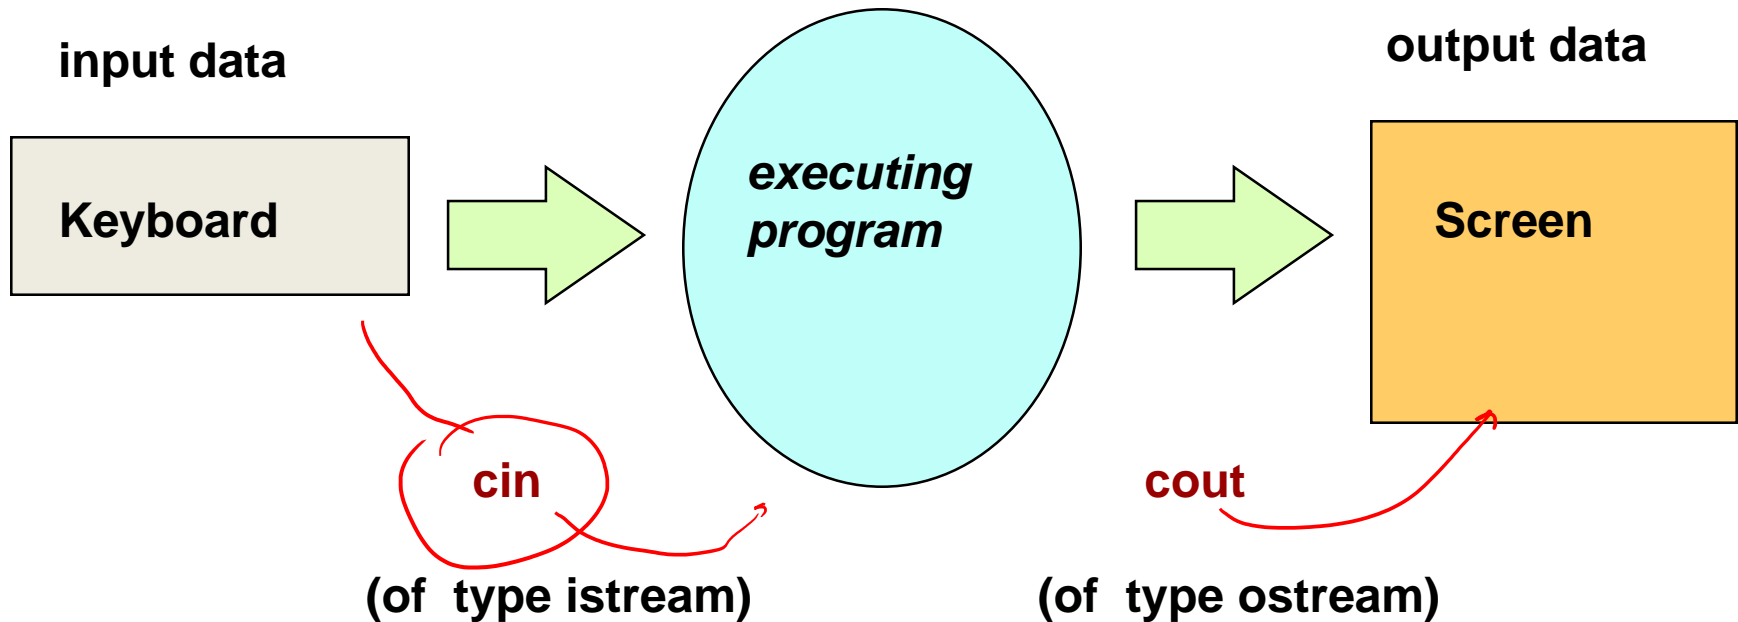 input data
output data
Keyboard
executing
program
Screen
cin
cout
(of  type istream)
(of  type ostream)